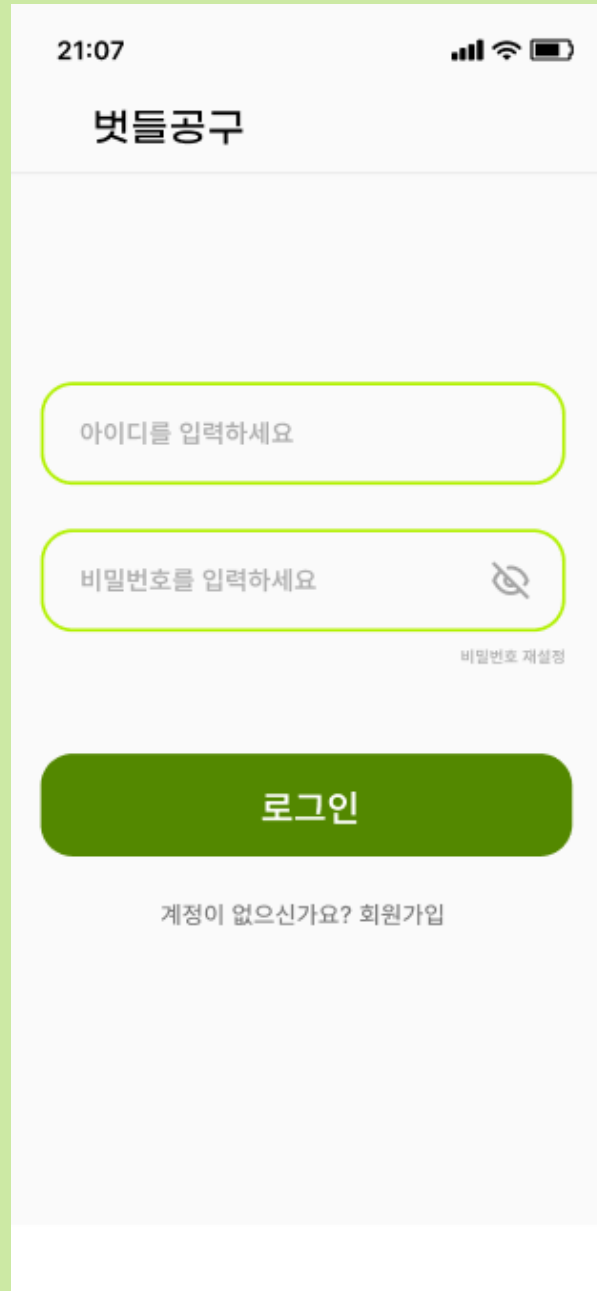 21:07
벗들공구
아이디를 입력하세요
비밀번호를 입력하세요
비밀번호 재설정
로그인
계정이 없으신가요? 회원가입